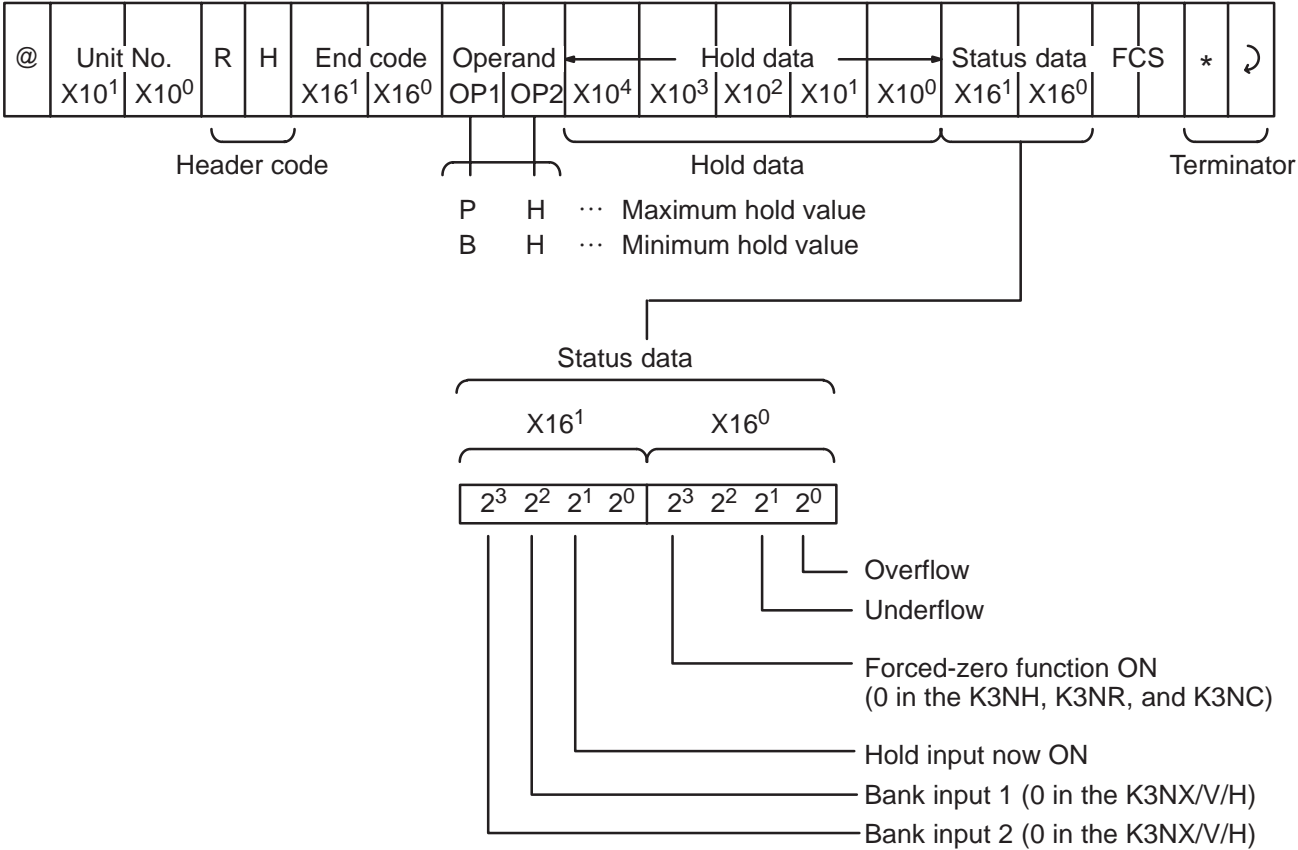 @ Unit No. R H End code Operand Hold data Status data FCS * 
X10¹ X10⁰ X16¹ X16⁰ OP1 OP2 X10⁴ X10³ X10² X10¹ X10⁰ X16¹ X16⁰
Header code Hold data Terminator
P H ⋯ Maximum hold value
B H ⋯ Minimum hold value
Status data
X16¹ X16⁰
2³ 2² 2¹ 2⁰ 2³ 2² 2¹ 2⁰
Overflow
Underflow
Forced-zero function ON
(0 in the K3NH, K3NR, and K3NC)
Hold input now ON
Bank input 1 (0 in the K3NX/V/H)
Bank input 2 (0 in the K3NX/V/H)